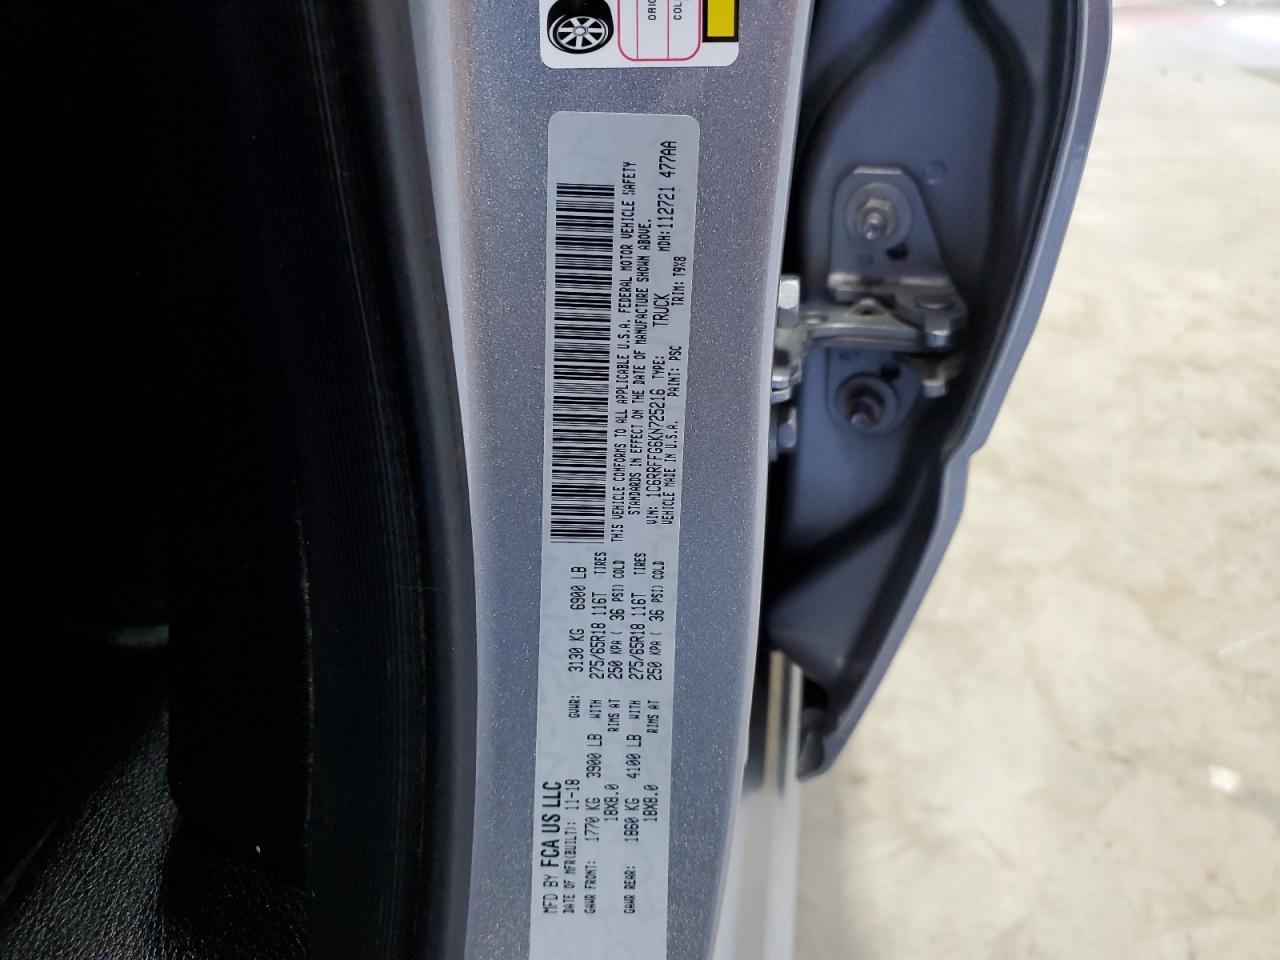 MFD BY FCA US LLC
DATE OF MFR(BUILT): 11-18 GVWR: 3130 KG 6900 LB
GAWR FRONT: 1770 KG 3900 LB WITH 275/65R18 116T TIRES
18X8.0 RIMS AT 250 KPA ( 36 PSI) COLD
GAWR REAR: 1860 KG 4100 LB WITH 275/65R18 116T TIRES
18X8.0 RIMS AT 250 KPA ( 36 PSI) COLD
THIS VEHICLE CONFORMS TO ALL APPLICABLE U.S.A. FEDERAL MOTOR VEHICLE SAFETY
STANDARDS IN EFFECT ON THE DATE OF MANUFACTURE SHOWN ABOVE.
VIN: 1C6RRFFG6KN725216 TYPE: TRUCK MDH: 112721 477AA
VEHICLE MADE IN U.S.A. PAINT: PSC TRIM: T9X8
ORIG
COL